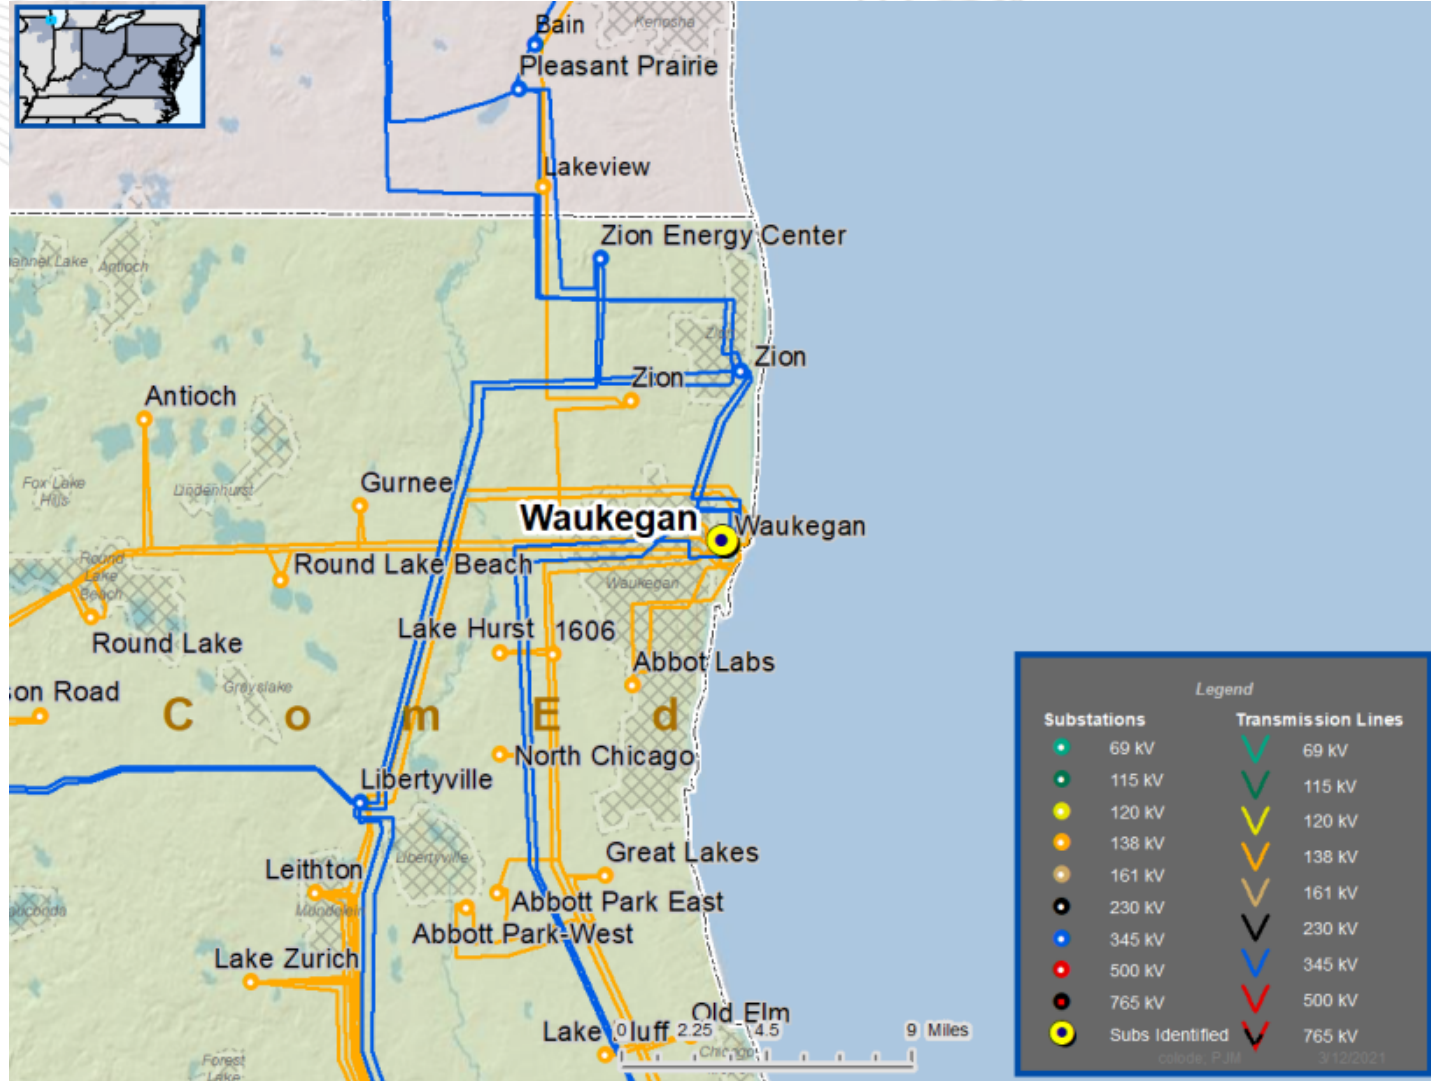 Bain
Kenosha
Pleasant Prairie
Lakeview
Zion Energy Center
Antioch
Zion
Zion
Zion
Antioch
Fox Lake
Hills
Lindenhurst
Gurnee
Waukegan
Waukegan
Round
Lake
Beach
Round Lake Beach
Waukegan
Round Lake
Lake Hurst
1606
Abbot Labs
son Road
Grayslake
C o m E d
North Chicago
Libertyville
Libertyville
Great Lakes
Leithton
Mundelein
Abbott Park East
Abbott Park-West
Lake Zurich
Old Elm
Lake Bluff
0 2.25 4.5 9 Miles
Chicago
Forest
Lake
Legend
Substations Transmission Lines
69 kV 69 kV
115 kV 115 kV
120 kV 120 kV
138 kV 138 kV
161 kV 161 kV
230 kV 230 kV
345 kV 345 kV
500 kV 500 kV
765 kV 765 kV
Subs Identified
colode: PJM 3/12/2021